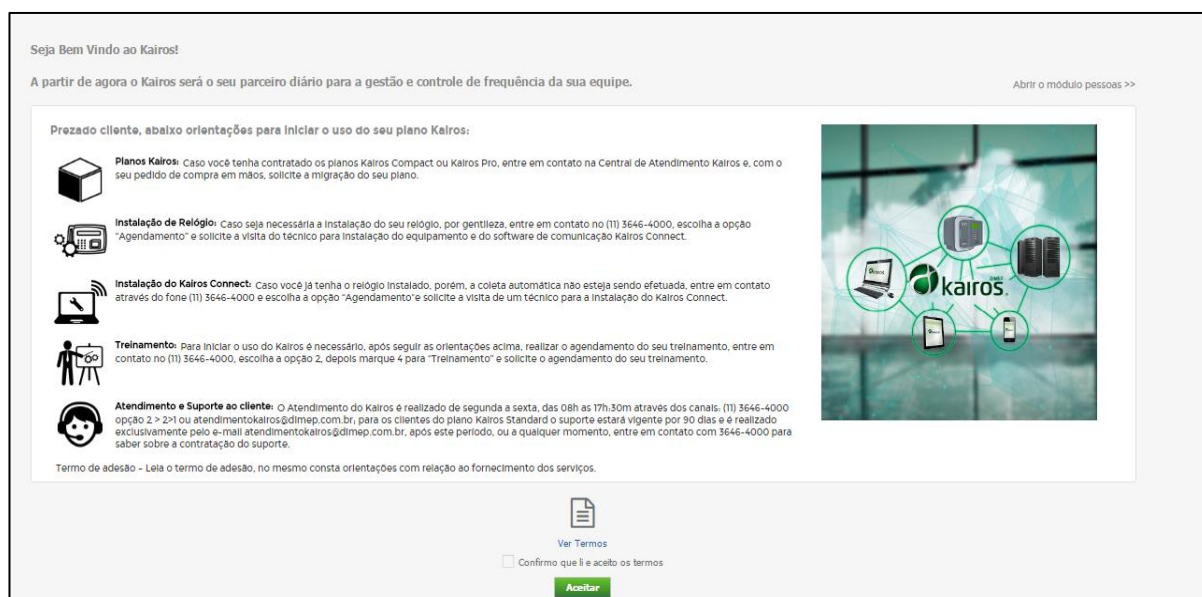 Seja Bem Vindo ao Kairos!
A partir de agora o Kairos será o seu parceiro diário para a gestão e controle de frequência da sua equipe.
Abrir o módulo pessoas >>
Prezado cliente, abaixo orientações para iniciar o uso do seu plano Kairos:
Planos Kairos: Caso você tenha contratado os planos Kairos Compact ou Kairos Pro, entre em contato na Central de Atendimento Kairos e, com o
seu pedido de compra em mãos, solicite a migração do seu plano.
Instalação de Relógio: Caso seja necessária a instalação do seu relógio, por gentileza, entre em contato no (11) 3646-4000, escolha a opção
"Agendamento" e solicite a visita do técnico para instalação do equipamento e do software de comunicação Kairos Connect.
Instalação do Kairos Connect: Caso você já tenha o relógio instalado, porém, a coleta automática não esteja sendo efetuada, entre em contato
através do fone (11) 3646-4000 e escolha a opção "Agendamento"e solicite a visita de um técnico para a instalação do Kairos Connect.
Treinamento: Para iniciar o uso do Kairos é necessário, após seguir as orientações acima, realizar o agendamento do seu treinamento, entre em
contato no (11) 3646-4000, escolha a opção 2, depois marque 4 para "Treinamento" e solicite o agendamento do seu treinamento.
Atendimento e Suporte ao cliente: O Atendimento do Kairos é realizado de segunda a sexta, das 08h as 17h:30m através dos canais: (11) 3646-4000
opção 2 > 2>1 ou atendimentokairos@dimep.com.br, para os clientes do plano Kairos Standard o suporte estará vigente por 90 dias e é realizado
exclusivamente pelo e-mail atendimentokairos@dimep.com.br, após este período, ou a qualquer momento, entre em contato com 3646-4000 para
saber sobre a contratação do suporte.
Termo de adesão - Leia o termo de adesão, no mesmo consta orientações com relação ao fornecimento dos serviços.
DIMEP
kairos
Ver Termos
Confirmo que li e aceito os termos
Aceitar